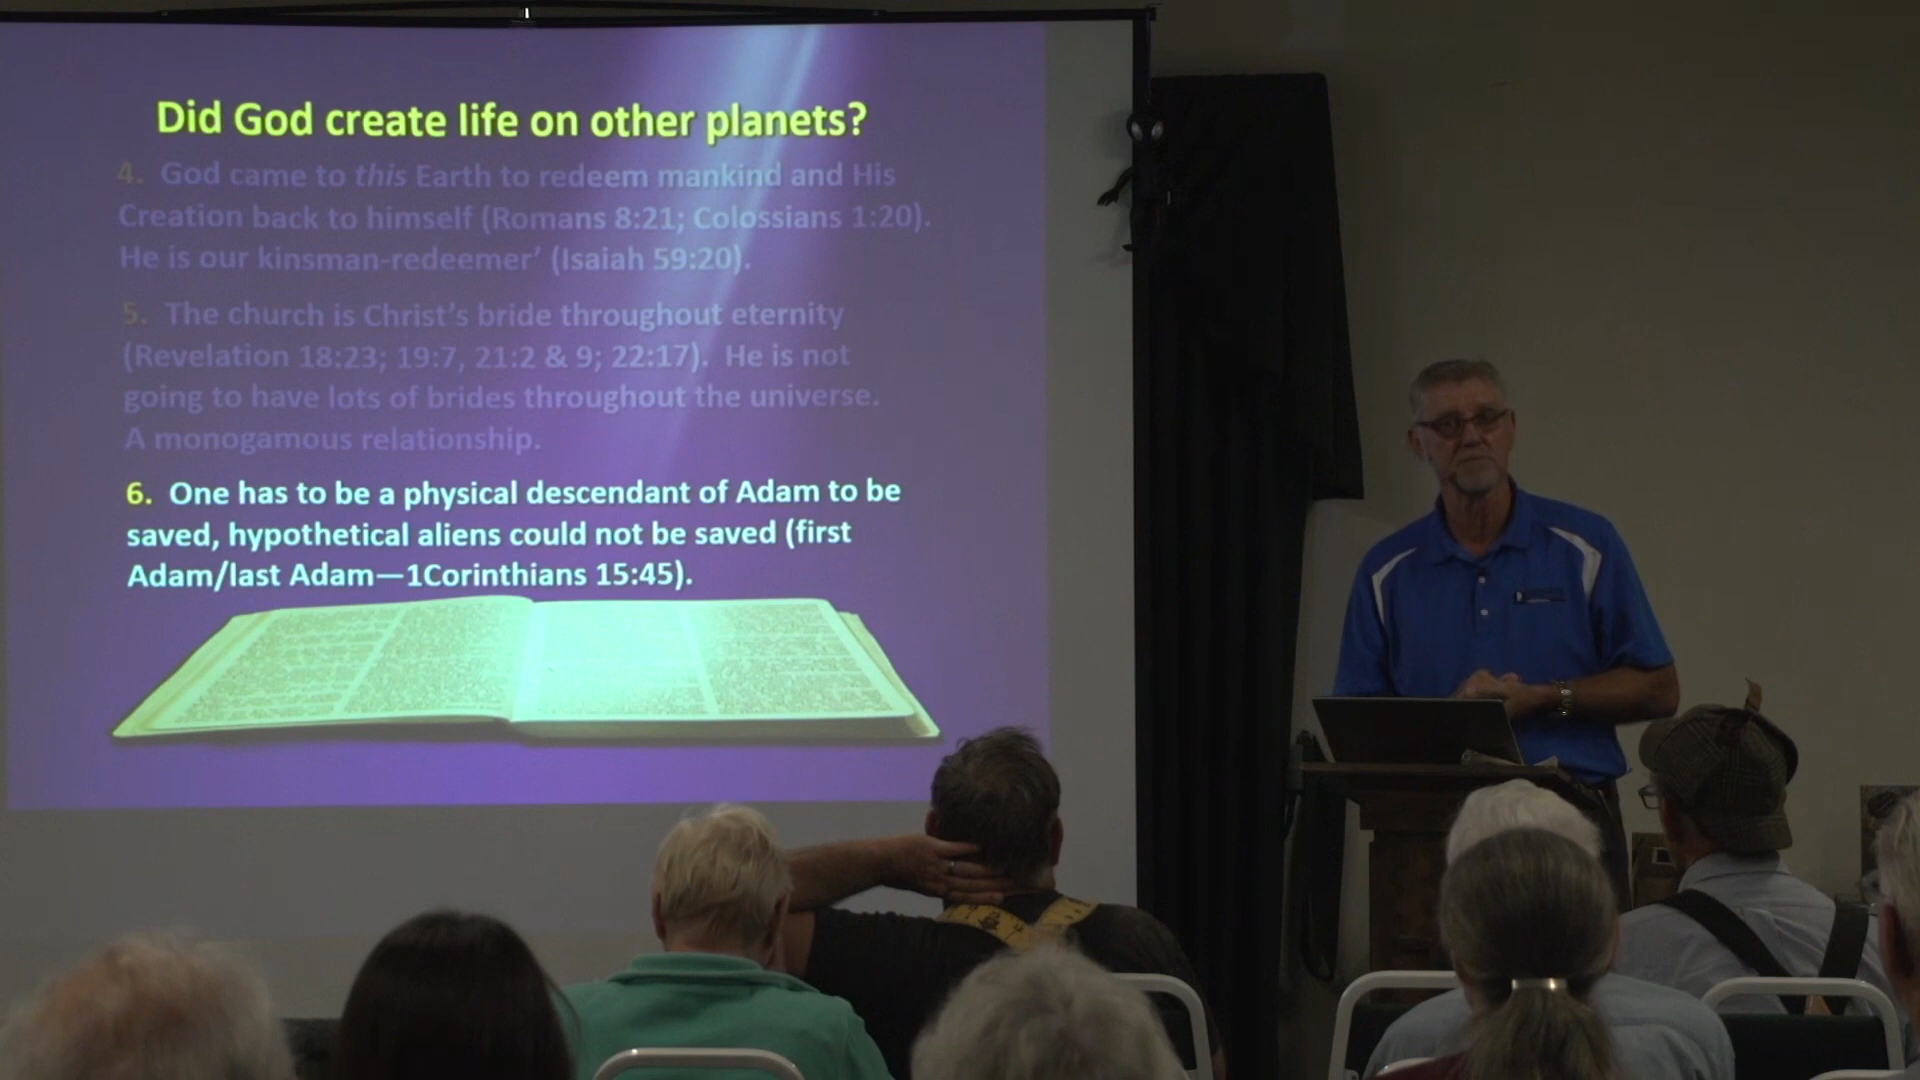 Did God create life on other planets?
4. God came to this Earth to redeem mankind and His
Creation back to himself (Romans 8:21; Colossians 1:20).
He is our kinsman-redeemer’ (Isaiah 59:20).
5. The church is Christ’s bride throughout eternity
(Revelation 18:23; 19:7, 21:2 & 9; 22:17). He is not
going to have lots of brides throughout the universe.
A monogamous relationship.
6. One has to be a physical descendant of Adam to be
saved, hypothetical aliens could not be saved (first
Adam/last Adam—1Corinthians 15:45).